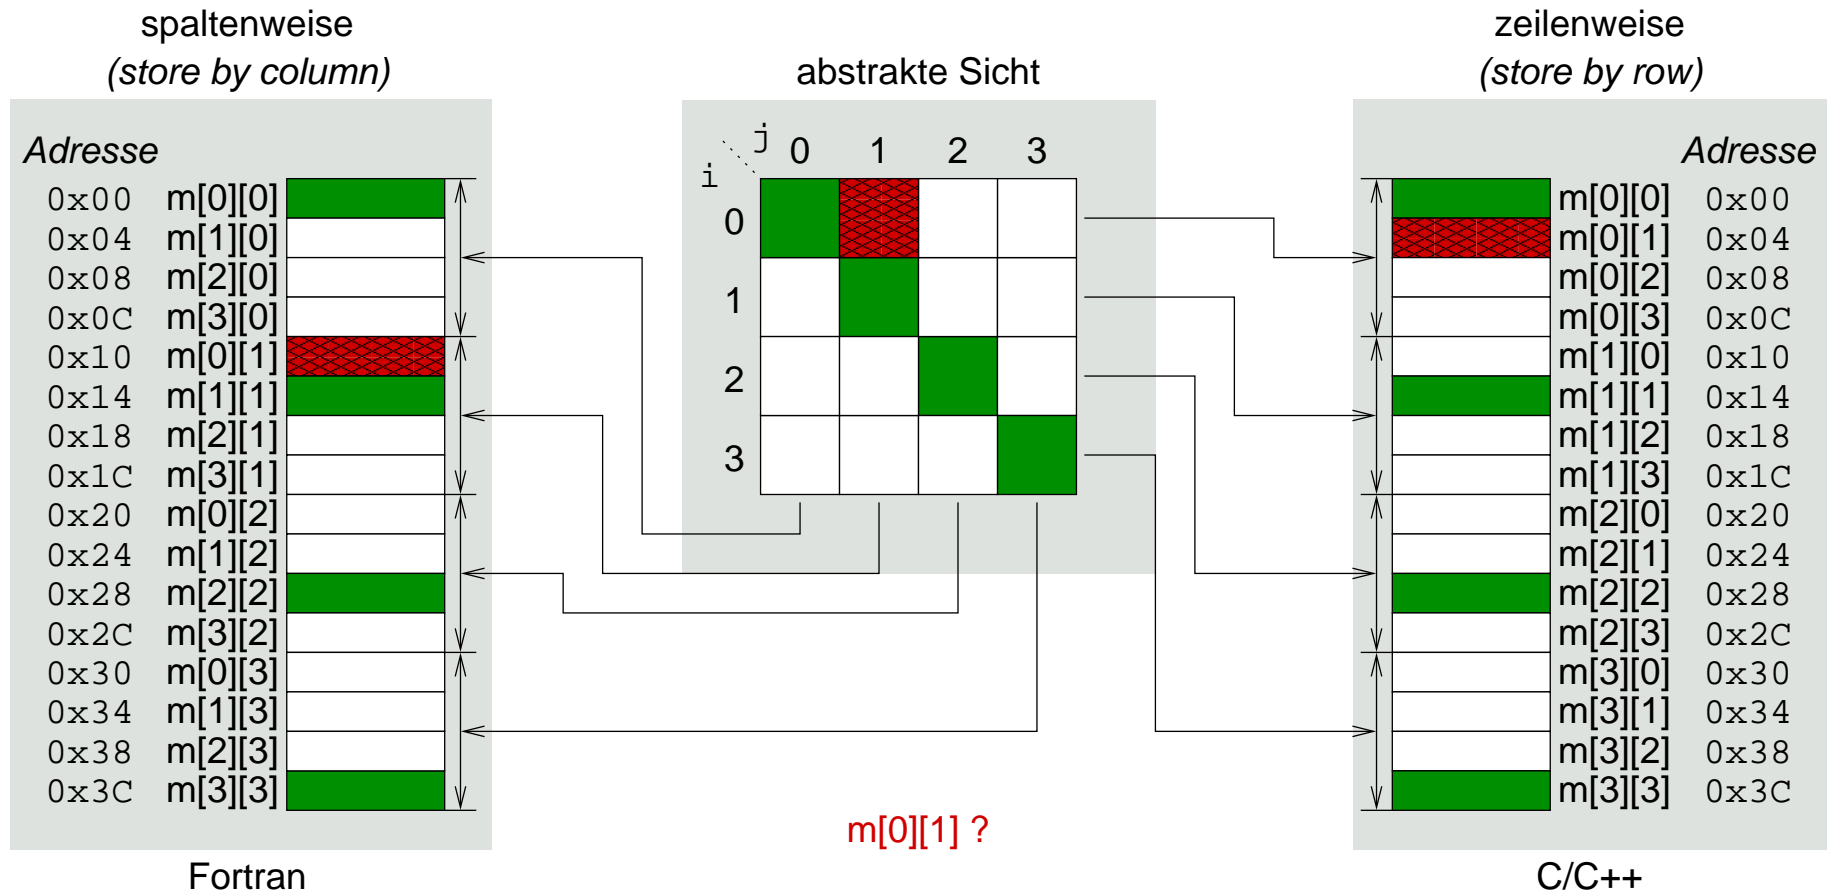 spaltenweise
(store by column)
Adresse
0x00 m[0][0]
0x04 m[1][0]
0x08 m[2][0]
0x0C m[3][0]
0x10 m[0][1]
0x14 m[1][1]
0x18 m[2][1]
0x1C m[3][1]
0x20 m[0][2]
0x24 m[1][2]
0x28 m[2][2]
0x2C m[3][2]
0x30 m[0][3]
0x34 m[1][3]
0x38 m[2][3]
0x3C m[3][3]
Fortran
abstrakte Sicht
j
i
0 1 2 3
0
1
2
3
m[0][1] ?
zeilenweise
(store by row)
Adresse
m[0][0] 0x00
m[0][1] 0x04
m[0][2] 0x08
m[0][3] 0x0C
m[1][0] 0x10
m[1][1] 0x14
m[1][2] 0x18
m[1][3] 0x1C
m[2][0] 0x20
m[2][1] 0x24
m[2][2] 0x28
m[2][3] 0x2C
m[3][0] 0x30
m[3][1] 0x34
m[3][2] 0x38
m[3][3] 0x3C
C/C++